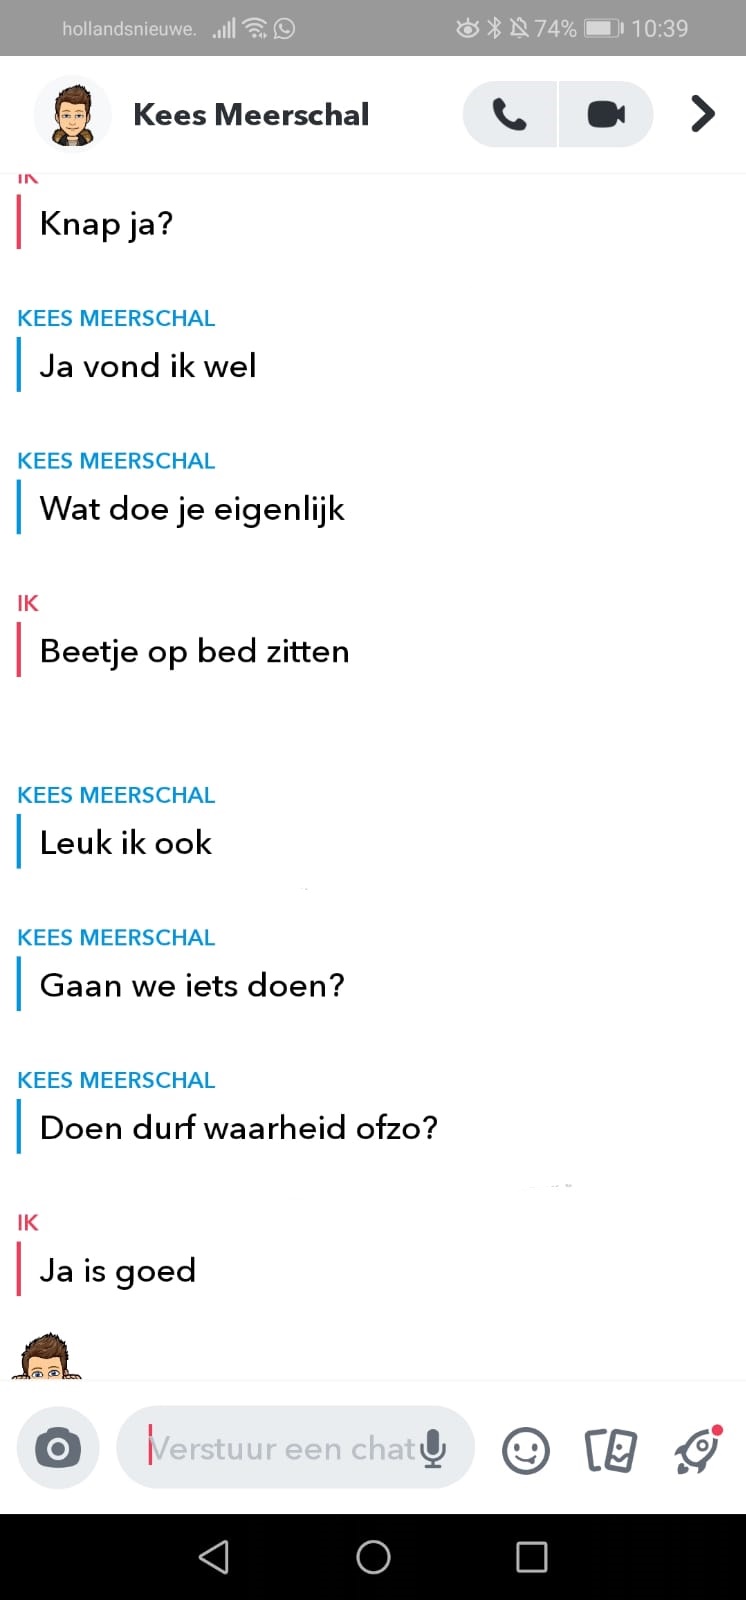 hollandsnieuwe. 74% 10:39
Kees Meerschal
IK
Knap ja?
KEES MEERSCHAL
Ja vond ik wel
KEES MEERSCHAL
Wat doe je eigenlijk
IK
Beetje op bed zitten
KEES MEERSCHAL
Leuk ik ook
KEES MEERSCHAL
Gaan we iets doen?
KEES MEERSCHAL
Doen durf waarheid ofzo?
IK
Ja is goed
Verstuur een chat